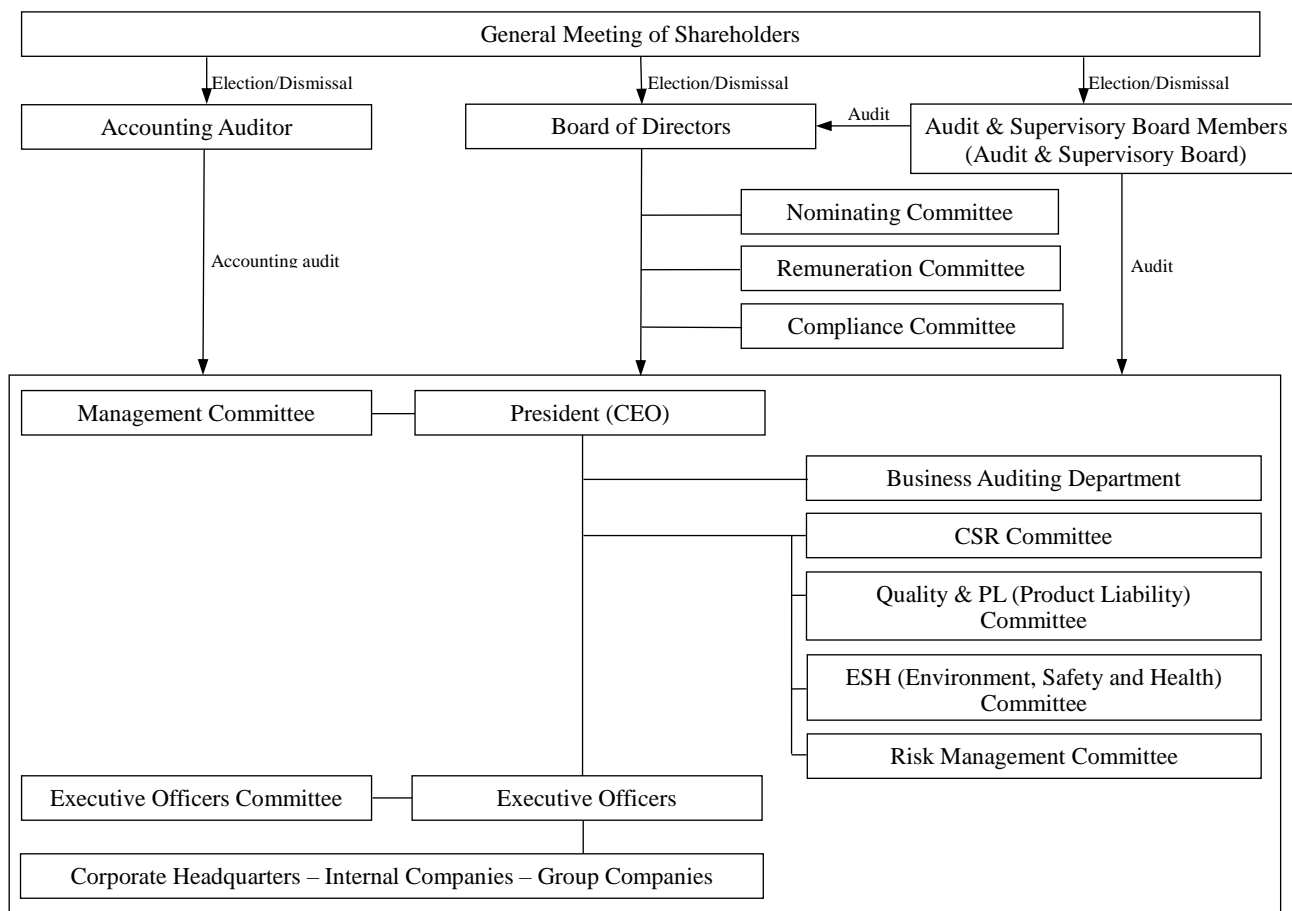 General Meeting of Shareholders
Election/Dismissal
Election/Dismissal
Election/Dismissal
Accounting Auditor
Board of Directors
Audit
Audit & Supervisory Board Members
(Audit & Supervisory Board)
Nominating Committee
Accounting audit
Remuneration Committee
Audit
Compliance Committee
Management Committee
President (CEO)
Business Auditing Department
CSR Committee
Quality & PL (Product Liability)
Committee
ESH (Environment, Safety and Health)
Committee
Risk Management Committee
Executive Officers Committee
Executive Officers
Corporate Headquarters – Internal Companies – Group Companies